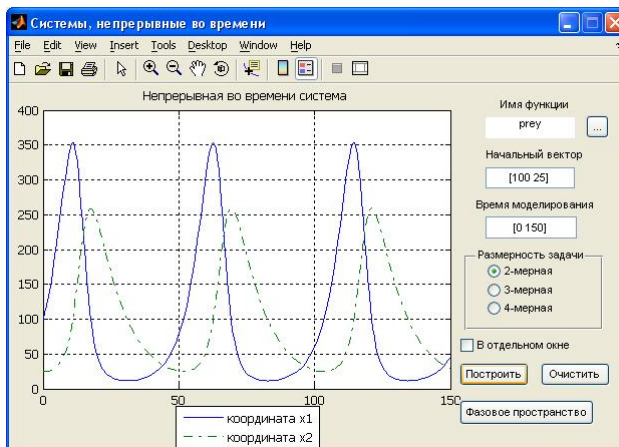 Системы, непрерывные во времени
File Edit View Insert Tools Desktop Window Help
Непрерывная во времени система
400
350
300
250
200
150
100
50
0
0 50 100 150
координата x1
координата x2
Имя функции
prey
...
Начальный вектор
[100 25]
Время моделирования
[0 150]
Размерность задачи
2-мерная
3-мерная
4-мерная
В отдельном окне
Построить Очистить
Фазовое пространство